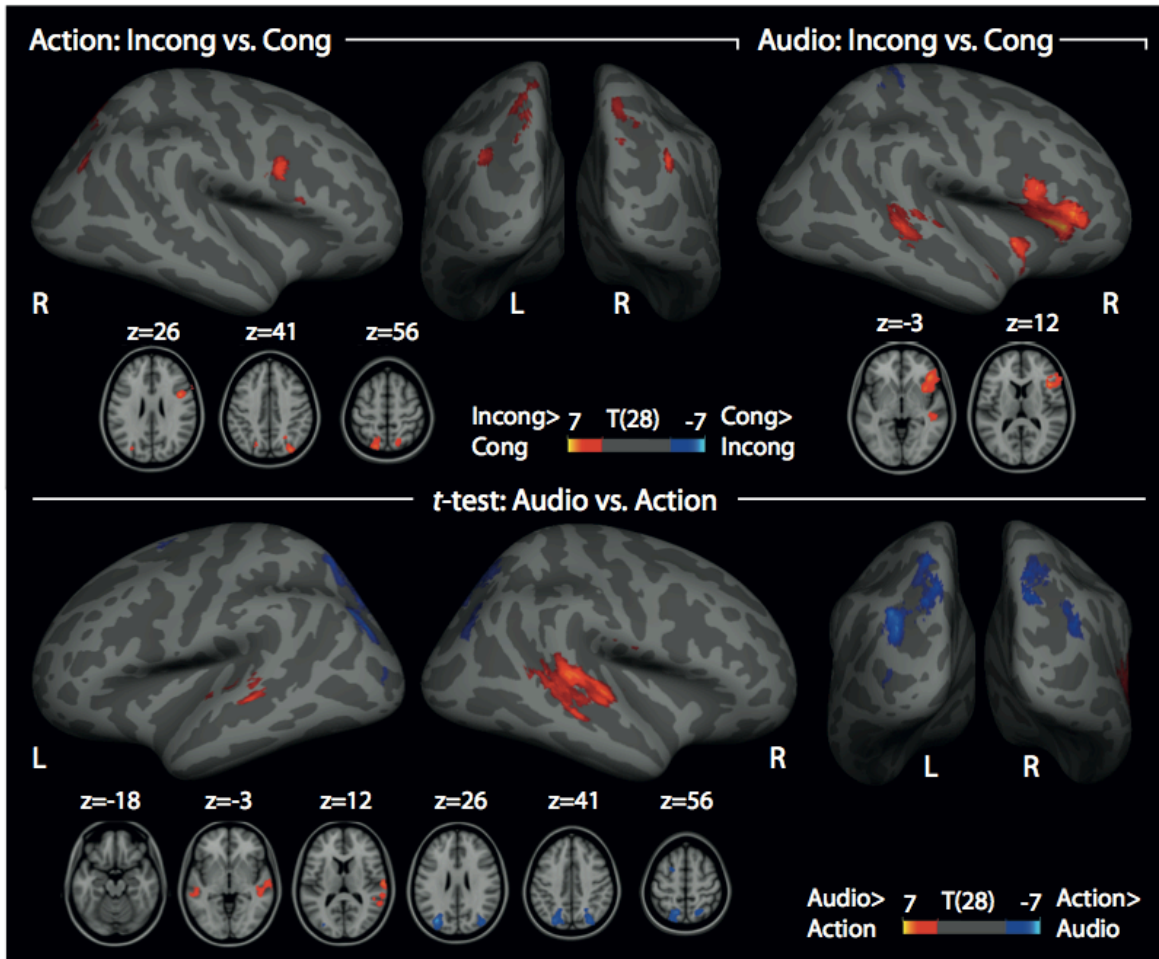 Action: Incong vs. Cong
Audio: Incong vs. Cong
R
L
R
R
z=26
z=41
z=56
z=-3
z=12
Incong> 7 T(28) -7 Cong>
Cong Incong
t-test: Audio vs. Action
L
R
L
R
z=-18
z=-3
z=12
z=26
z=41
z=56
Audio> 7 T(28) -7 Action>
Action Audio